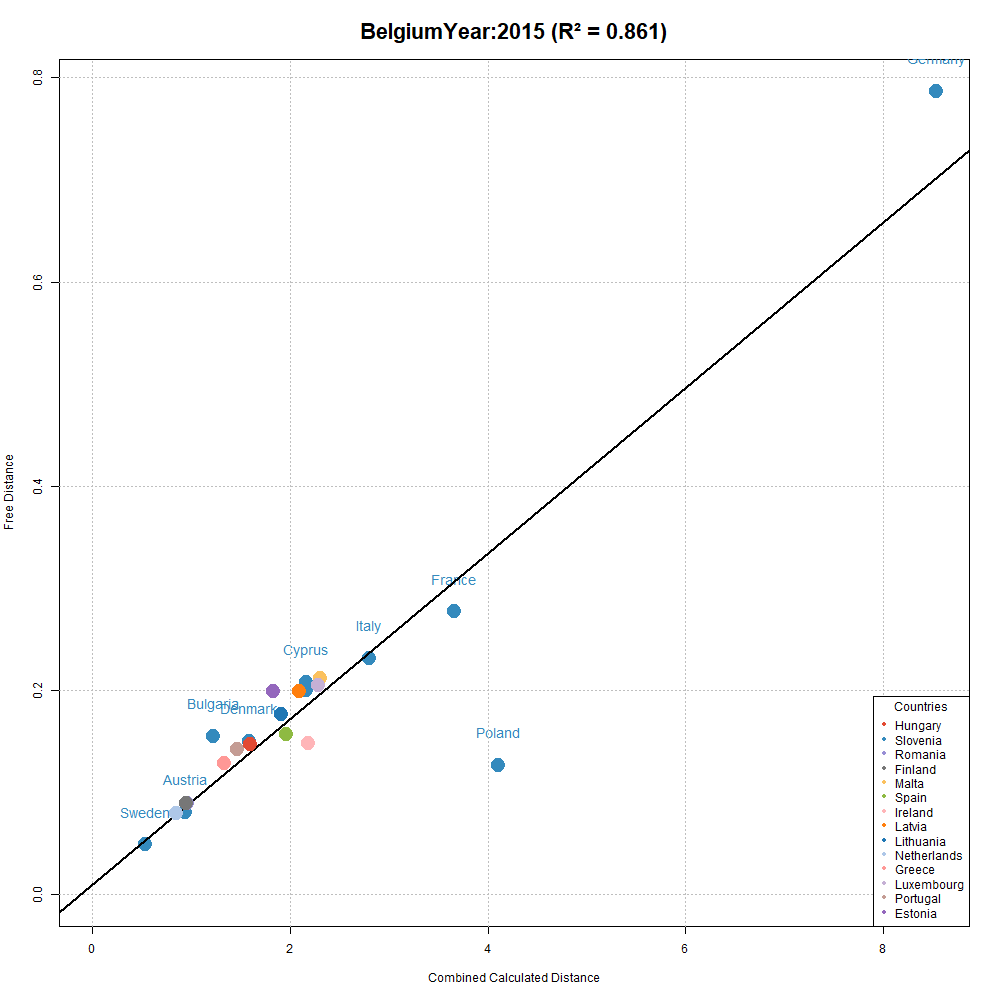 BelgiumYear:2015 (R² = 0.861)
Germany
0.8
0.6
0.4
0.2
0.0
Free Distance
France
Italy
Cyprus
Bulgaria
Denmark
Poland
Austria
Sweden
Countries
Hungary
Slovenia
Romania
Finland
Malta
Spain
Ireland
Latvia
Lithuania
Netherlands
Greece
Luxembourg
Portugal
Estonia
0
2
4
6
8
Combined Calculated Distance